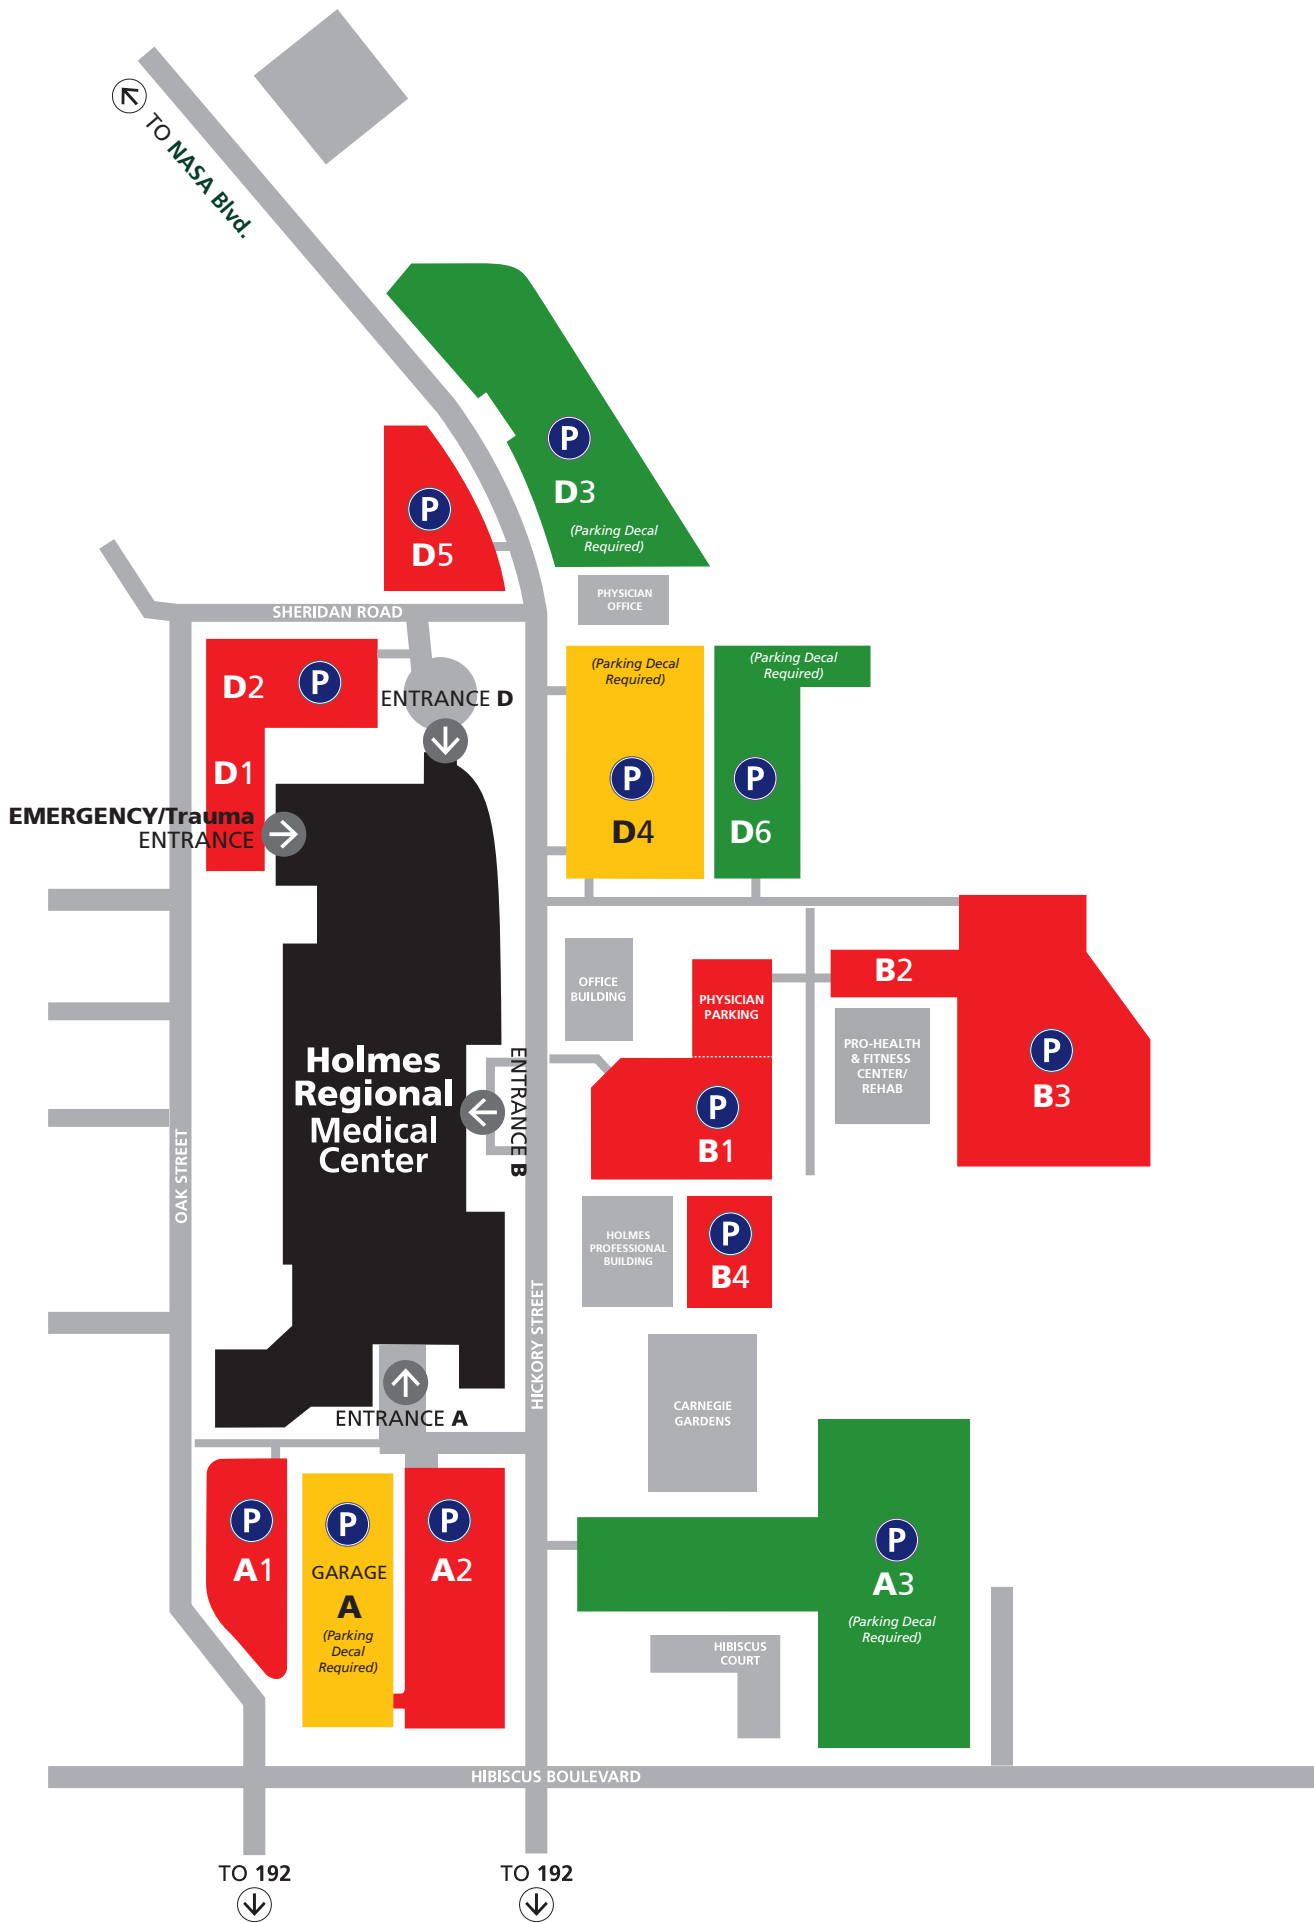 TO NASA Blvd.
P
D3
(Parking Decal
Required)
P
D5
PHYSICIAN
OFFICE
SHERIDAN ROAD
D2
P
D1
ENTRANCE D
(Parking Decal
Required)
P
D4
(Parking Decal
Required)
P
D6
EMERGENCY/Trauma
ENTRANCE
OFFICE
BUILDING
PHYSICIAN
PARKING
B2
PRO-HEALTH
& FITNESS
CENTER/
REHAB
P
B3
Holmes
Regional
Medical
Center
ENTRANCE B
P
B1
OAK STREET
HOLMES
PROFESSIONAL
BUILDING
P
B4
HICKORY STREET
CARNEGIE
GARDENS
ENTRANCE A
P
A1
P
GARAGE
A
(Parking
Decal
Required)
P
A2
P
A3
(Parking Decal
Required)
HIBISCUS
COURT
HIBISCUS BOULEVARD
TO 192
TO 192